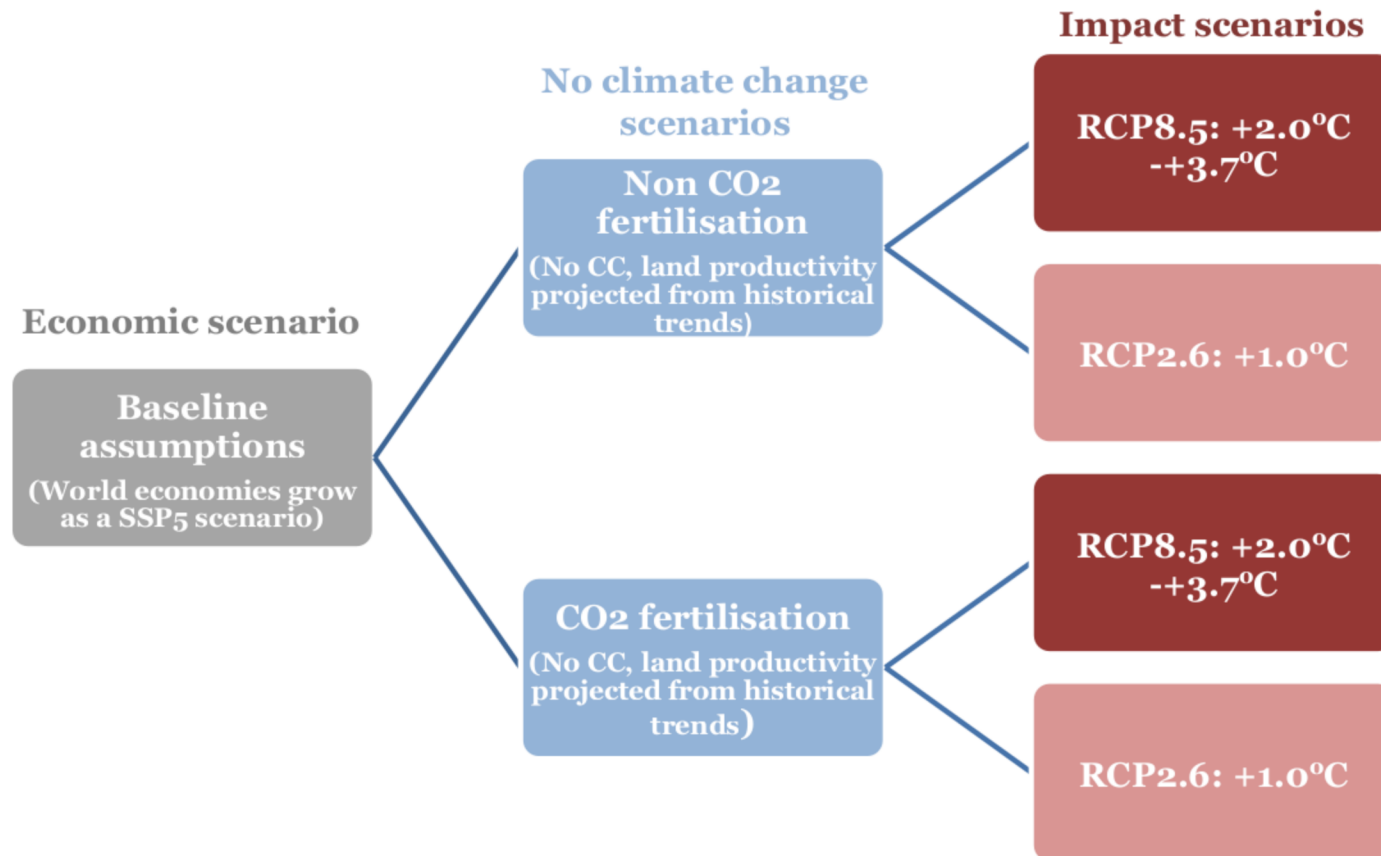 Impact scenarios
No climate change
scenarios
Economic scenario
Baseline
assumptions
(World economies grow
as a SSP5 scenario)
Non CO2
fertilisation
(No CC, land productivity
projected from historical
trends)
CO2 fertilisation
(No CC, land productivity
projected from historical
trends)
RCP8.5: +2.0ºC
-+3.7ºC
RCP2.6: +1.0ºC
RCP8.5: +2.0ºC
-+3.7ºC
RCP2.6: +1.0ºC